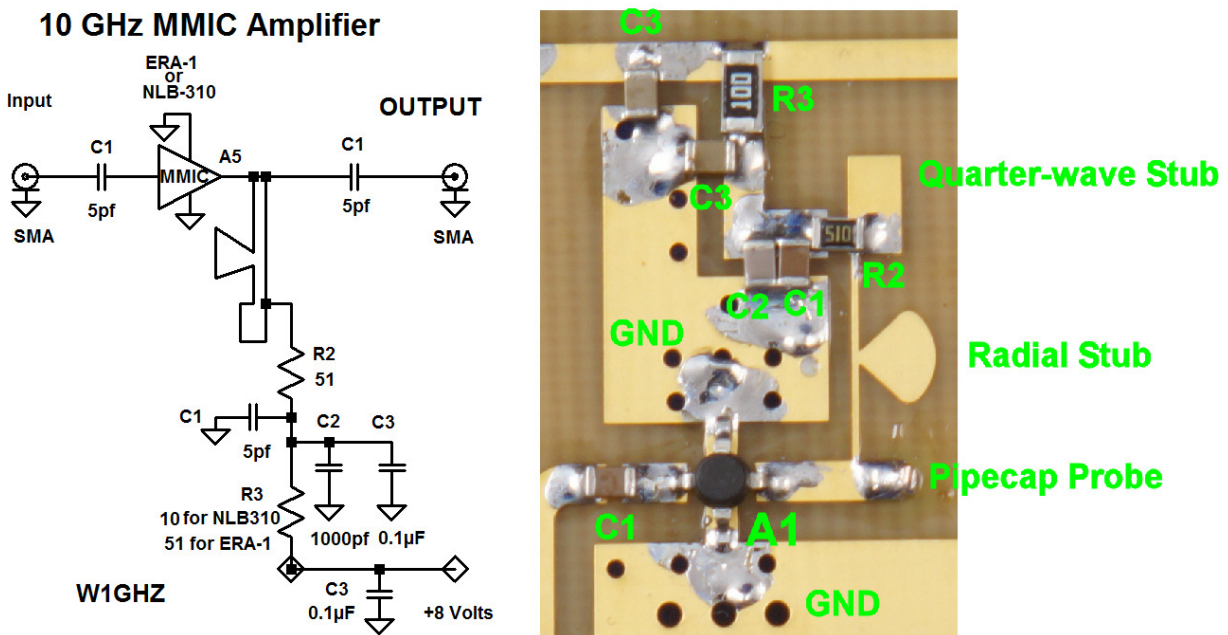 10 GHz MMIC Amplifier
ERA-1
or
NLB-310
Input
OUTPUT
C1
A5
C1
MMIC
5pf
5pf
SMA
SMA
R2
51
C1
5pf
C2
C3
R3
10 for NLB310
51 for ERA-1
1000pf
0.1µF
C3
0.1µF
+8 Volts
W1GHZ
C3
100
R3
Quarter-wave Stub
C3
510
R2
C2
C1
GND
Radial Stub
Pipecap Probe
C1
A1
GND